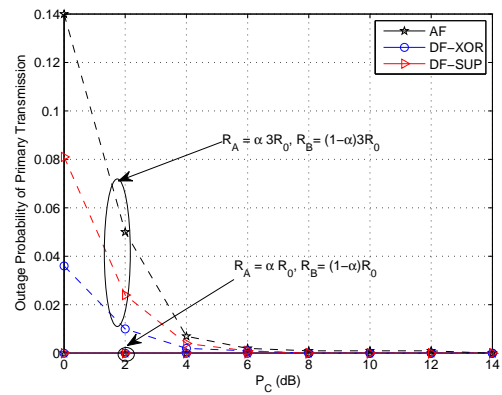 0.14
0.12
0.1
0.08
0.06
0.04
0.02
0
Outage Probability of Primary Transmission
AF
DF-XOR
DF-SUP
R_A = α 3R_0, R_B = (1-α)3R_0
R_A = α R_0, R_B = (1-α)R_0
0 2 4 6 8 10 12 14
P_C (dB)